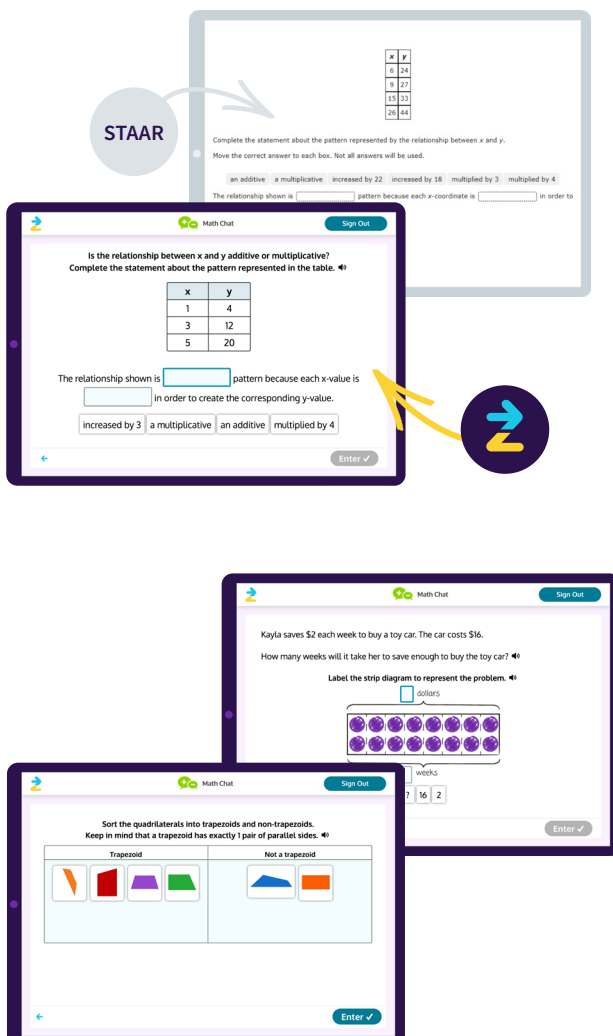 STAAR
x y
6 24
9 27
15 33
26 44
Complete the statement about the pattern represented by the relationship between x and y.
Move the correct answer to each box. Not all answers will be used.
an additive a multiplicative increased by 22 increased by 18 multiplied by 3 multiplied by 4
The relationship shown is pattern because each x-coordinate is in order to
Math Chat
Sign Out
Is the relationship between x and y additive or multiplicative?
Complete the statement about the pattern represented in the table.
x y
1 4
3 12
5 20
The relationship shown is pattern because each x-value is
in order to create the corresponding y-value.
increased by 3 a multiplicative an additive multiplied by 4
Enter ✓
Math Chat
Sign Out
Kayla saves $2 each week to buy a toy car. The car costs $16.
How many weeks will it take her to save enough to buy the toy car?
Label the strip diagram to represent the problem.
dollars
weeks
? 16 2
Enter ✓
Math Chat
Sign Out
Sort the quadrilaterals into trapezoids and non-trapezoids.
Keep in mind that a trapezoid has exactly 1 pair of parallel sides.
Trapezoid Not a trapezoid
Enter ✓